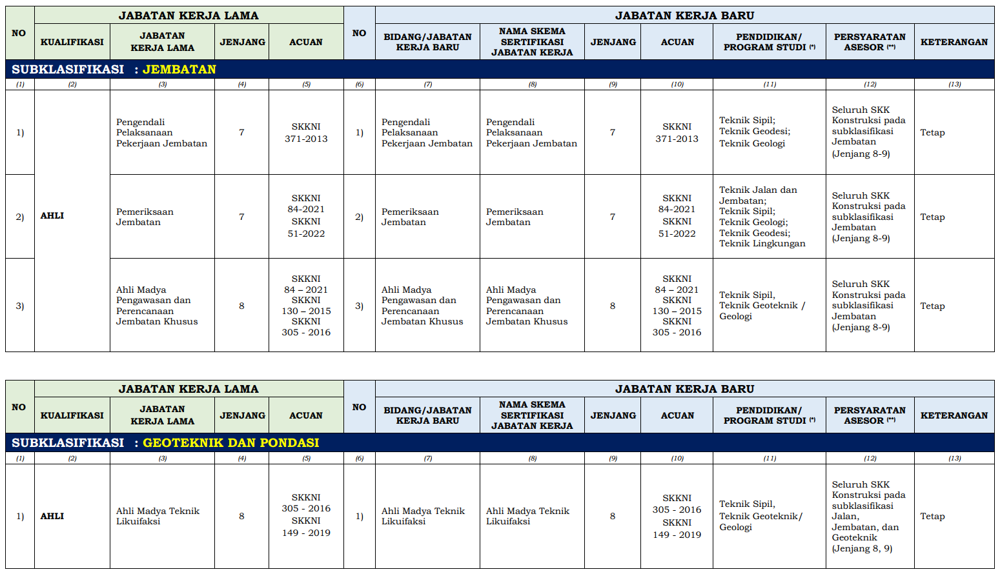 NO
JABATAN KERJA LAMA
NO
JABATAN KERJA BARU
KUALIFIKASI
JABATAN
KERJA LAMA
JENJANG
ACUAN
BIDANG/JABATAN
KERJA BARU
NAMA SKEMA
SERTIFIKASI
JABATAN KERJA
JENJANG
ACUAN
PENDIDIKAN/
PROGRAM STUDI (*)
PERSYARATAN
ASESOR (**)
KETERANGAN
SUBKLASIFIKASI : JEMBATAN
(1) (2) (3) (4) (5) (6) (7) (8) (9) (10) (11) (12) (13)
1)
AHLI
Pengendali
Pelaksanaan
Pekerjaan Jembatan
7
SKKNI
371-2013
1)
Pengendali
Pelaksanaan
Pekerjaan Jembatan
Pengendali
Pelaksanaan
Pekerjaan Jembatan
7
SKKNI
371-2013
Teknik Sipil;
Teknik Geodesi;
Teknik Geologi
Seluruh SKK
Konstruksi pada
subklasifikasi
Jembatan
(Jenjang 8-9)
Tetap
2)
Pemeriksaan
Jembatan
7
SKKNI
84-2021
SKKNI
51-2022
2)
Pemeriksaan
Jembatan
Pemeriksaan
Jembatan
7
SKKNI
84-2021
SKKNI
51-2022
Teknik Jalan dan
Jembatan;
Teknik Sipil;
Teknik Geologi;
Teknik Geodesi;
Teknik Lingkungan
Seluruh SKK
Konstruksi pada
subklasifikasi
Jembatan
(Jenjang 8-9)
Tetap
3)
Ahli Madya
Pengawasan dan
Perencanaan
Jembatan Khusus
8
SKKNI
84 – 2021
SKKNI
130 – 2015
SKKNI
305 - 2016
3)
Ahli Madya
Pengawasan dan
Perencanaan
Jembatan Khusus
Ahli Madya
Pengawasan dan
Perencanaan
Jembatan Khusus
8
SKKNI
84 – 2021
SKKNI
130 – 2015
SKKNI
305 - 2016
Teknik Sipil,
Teknik Geoteknik /
Geologi
Seluruh SKK
Konstruksi pada
subklasifikasi
Jembatan
(Jenjang 8-9)
Tetap
NO
JABATAN KERJA LAMA
NO
JABATAN KERJA BARU
KUALIFIKASI
JABATAN
KERJA LAMA
JENJANG
ACUAN
BIDANG/JABATAN
KERJA BARU
NAMA SKEMA
SERTIFIKASI
JABATAN KERJA
JENJANG
ACUAN
PENDIDIKAN/
PROGRAM STUDI (*)
PERSYARATAN
ASESOR (**)
KETERANGAN
SUBKLASIFIKASI : GEOTEKNIK DAN PONDASI
(1) (2) (3) (4) (5) (6) (7) (8) (9) (10) (11) (12) (13)
1)
AHLI
Ahli Madya Teknik
Likuifaksi
8
SKKNI
305 - 2016
SKKNI
149 - 2019
1)
Ahli Madya Teknik
Likuifaksi
Ahli Madya Teknik
Likuifaksi
8
SKKNI
305 - 2016
SKKNI
149 - 2019
Teknik Sipil,
Teknik Geoteknik/
Geologi
Seluruh SKK
Konstruksi pada
subklasifikasi
Jalan,
Jembatan, dan
Geoteknik
(Jenjang 8, 9)
Tetap